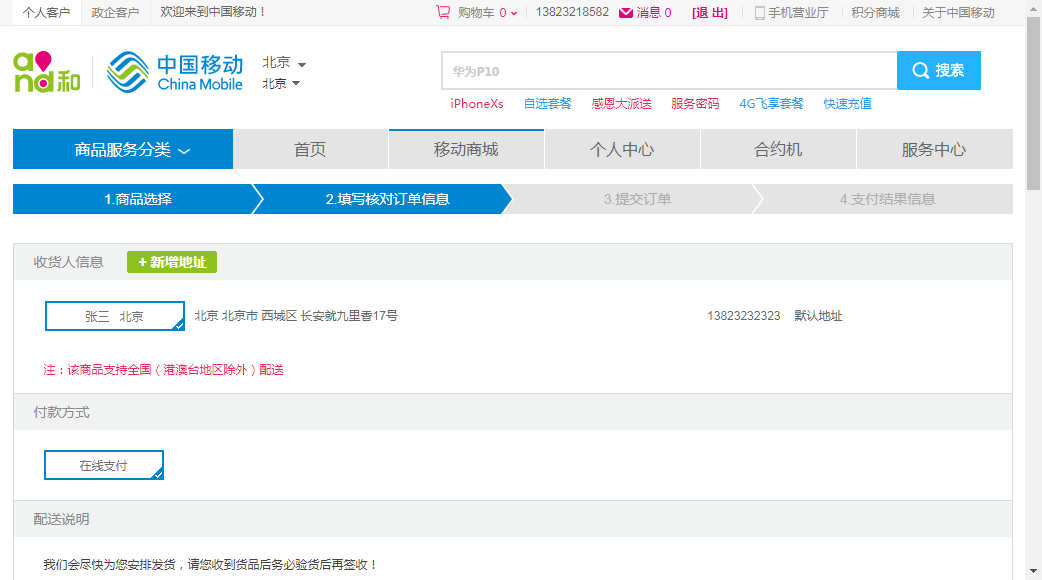 个人客户 政企客户 欢迎来到中国移动！ 购物车 0 13823218582 消息 0 [退 出] 手机营业厅 积分商城 关于中国移动
and和 中国移动 China Mobile 北京 北京
华为P10 搜索
iPhoneXs 自选套餐 感恩大派送 服务密码 4G飞享套餐 快速充值
商品服务分类 首页 移动商城 个人中心 合约机 服务中心
1.商品选择 2.填写核对订单信息 3.提交订单 4.支付结果信息
收货人信息 +新增地址
张三 北京 北京 北京市 西城区 长安就九里香17号 13823232323 默认地址
注：该商品支持全国（港澳台地区除外）配送
付款方式
在线支付
配送说明
我们会尽快为您安排发货，请您收到货品后务必验货后再签收！